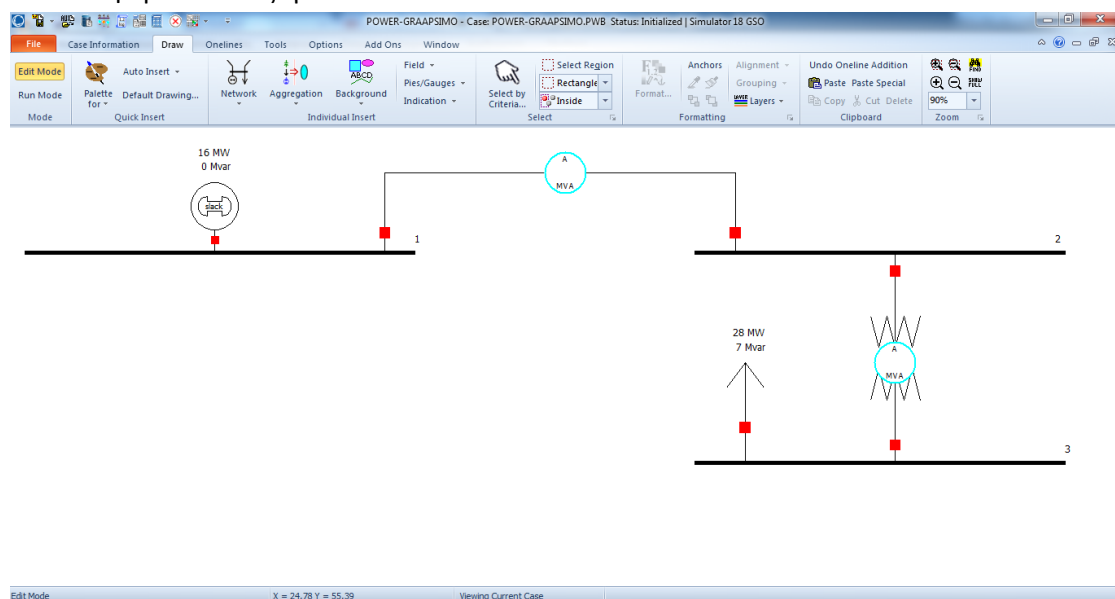 POWER-GRAAPSIMO - Case: POWER-GRAAPSIMO.PWB Status: Initialized | Simulator 18 GSO
File Case Information Draw Onelines Tools Options Add Ons Window
Edit Mode
Run Mode
Mode
Palette for
Auto Insert
Default Drawing...
Quick Insert
Network
Aggregation
ABCD
Background
Field
Pies/Gauges
Indication
Individual Insert
Select by Criteria...
Select Region
Rectangle
Inside
Select
Format...
Anchors
Alignment
Grouping
Layers
Formatting
Undo Oneline Addition
Paste Paste Special
Copy Cut Delete
Clipboard
90%
Zoom
16 MW
0 Mvar
slack
1
A
MVA
2
28 MW
7 Mvar
A
MVA
3
Edit Mode X = 24.78 Y = 55.39 Viewing Current Case